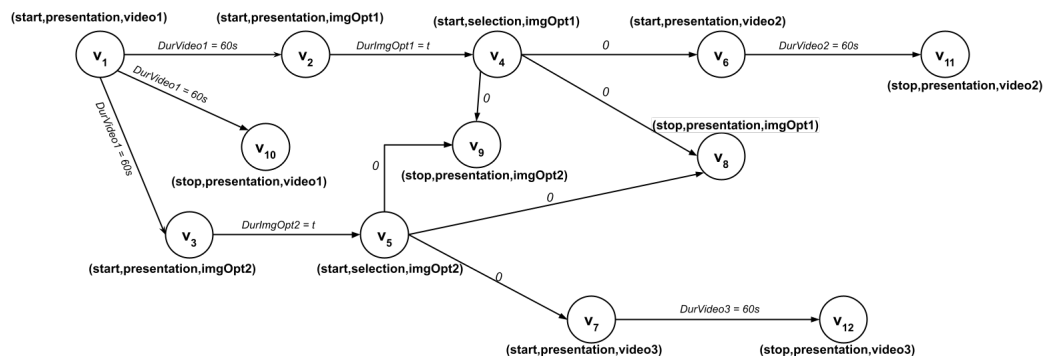 (start,presentation,video1)
(start,presentation,imgOpt1)
(start,selection,imgOpt1)
(start,presentation,video2)
v1
DurVideo1 = 60s
v2
DurImgOpt1 = t
v4
0
v6
DurVideo2 = 60s
v11
(stop,presentation,video2)
DurVideo1 = 60s
DurVideo1 = 60s
0
0
(stop,presentation,imgOpt1)
v10
(stop,presentation,video1)
v9
(stop,presentation,imgOpt2)
v8
0
0
v3
DurImgOpt2 = t
v5
(start,presentation,imgOpt2)
(start,selection,imgOpt2)
0
v7
DurVideo3 = 60s
v12
(start,presentation,video3)
(stop,presentation,video3)